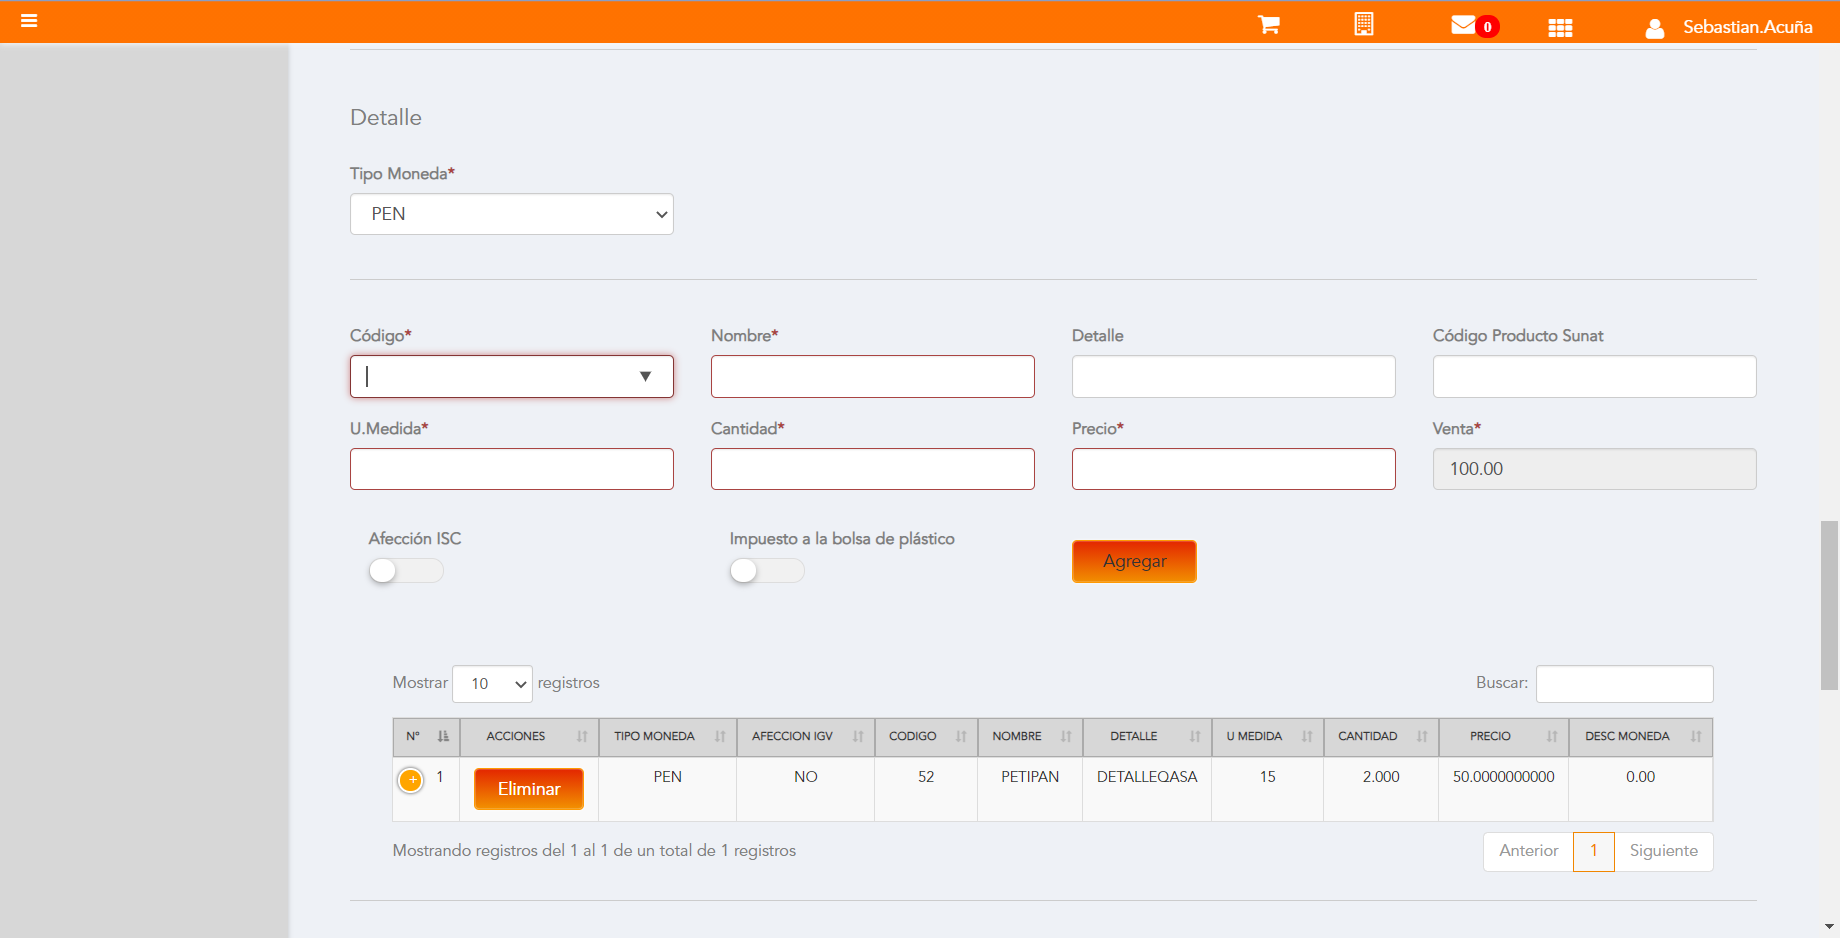 0
Sebastian.Acuña
Detalle
Tipo Moneda*
PEN
Código* Nombre* Detalle Código Producto Sunat
U.Medida* Cantidad* Precio* Venta*
100.00
Afección ISC Impuesto a la bolsa de plástico
Agregar
Mostrar 10 registros Buscar:
N° ACCIONES TIPO MONEDA AFECCION IGV CODIGO NOMBRE DETALLE U MEDIDA CANTIDAD PRECIO DESC MONEDA
+ 1 Eliminar PEN NO 52 PETIPAN DETALLEQASA 15 2.000 50.0000000000 0.00
Mostrando registros del 1 al 1 de un total de 1 registros
Anterior 1 Siguiente